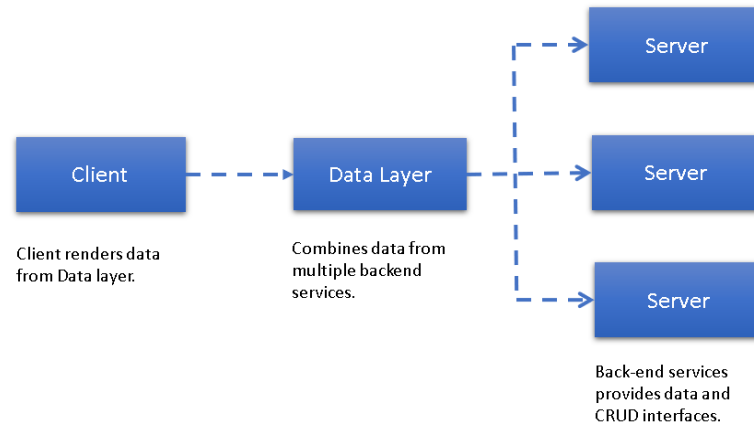 Server
Client
Data Layer
Server
Client renders data
from Data layer.
Combines data from
multiple backend
services.
Server
Back-end services
provides data and
CRUD interfaces.